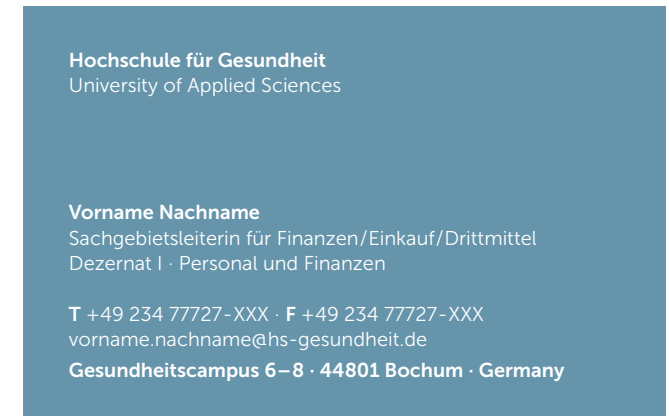 Hochschule für Gesundheit
University of Applied Sciences
Vorname Nachname
Sachgebietsleiterin für Finanzen/Einkauf/Drittmittel
Dezernat I · Personal und Finanzen
T +49 234 77727-XXX · F +49 234 77727-XXX
vorname.nachname@hs-gesundheit.de
Gesundheitscampus 6–8 · 44801 Bochum · Germany